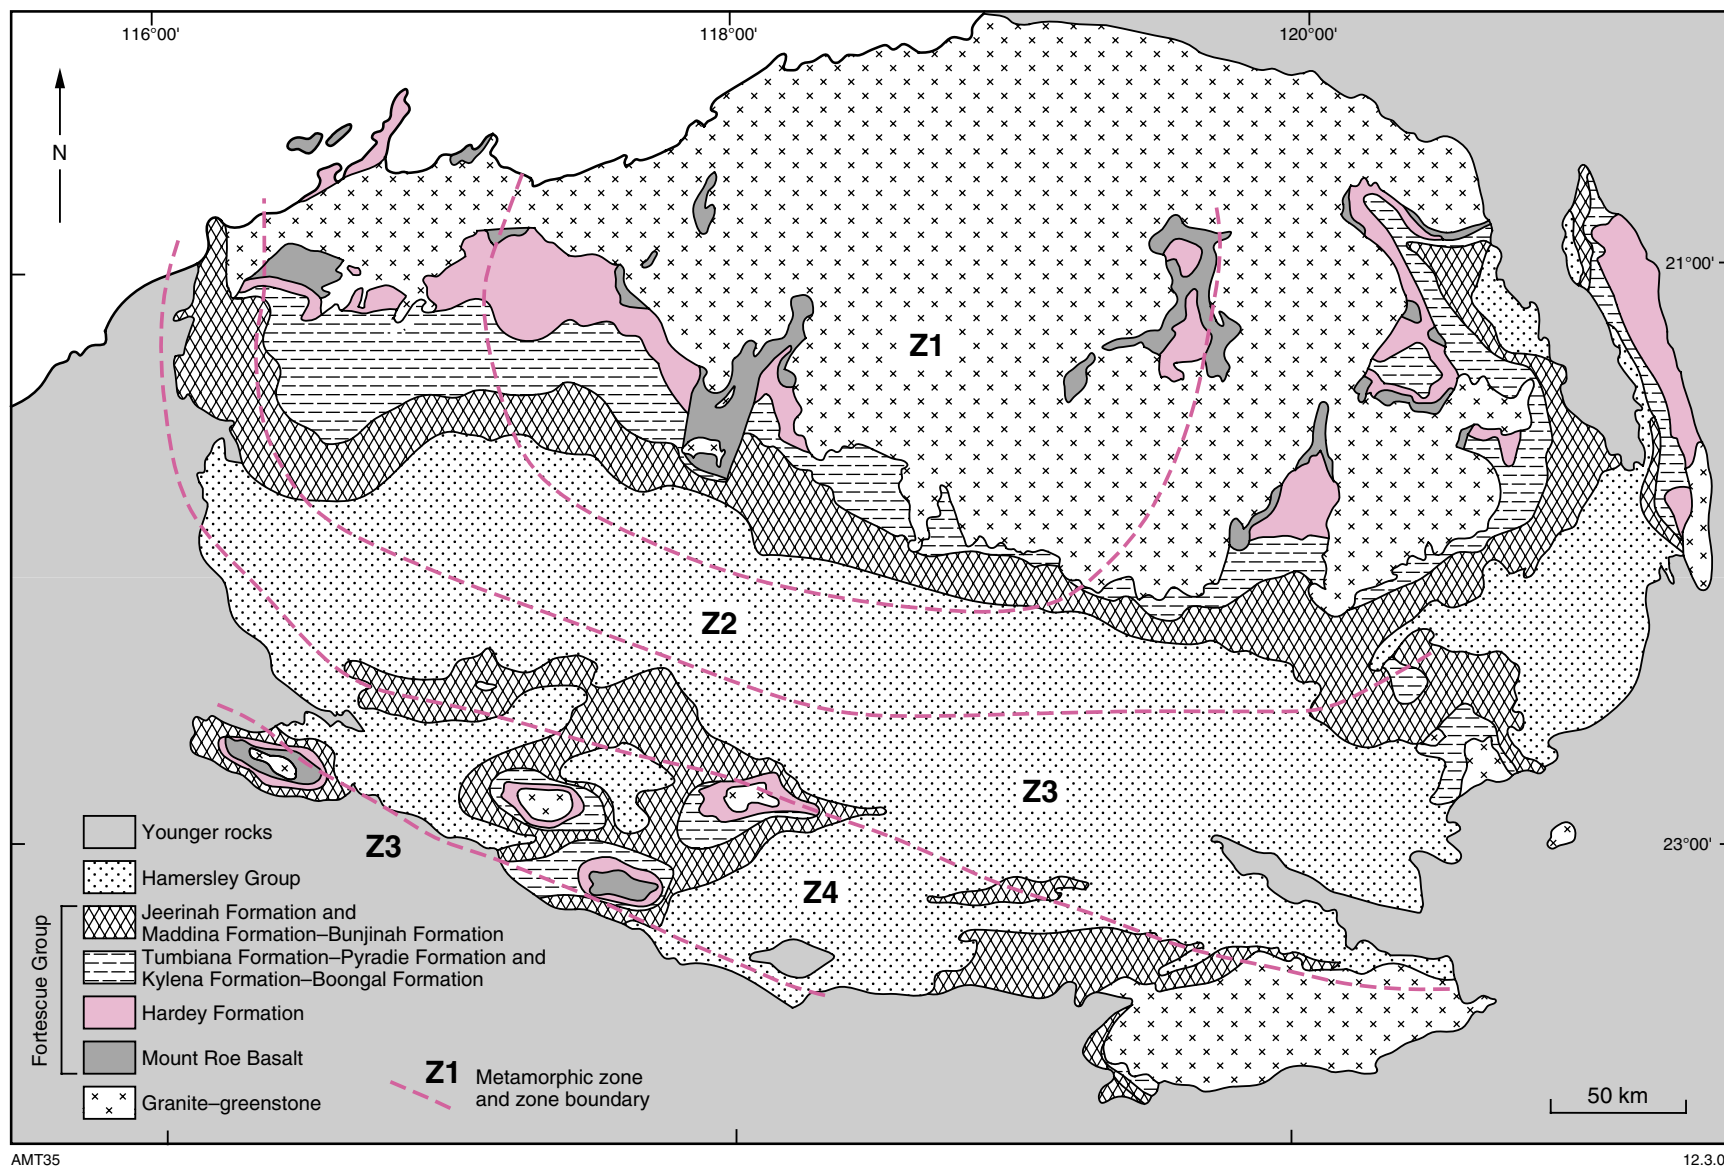 116°00'
118°00'
120°00'
N
21°00'
Z1
Z2
Z3
Z3
Z4
23°00'
Younger rocks
Hamersley Group
Fortescue Group
Jeerinah Formation and
Maddina Formation–Bunjinah Formation
Tumbiana Formation–Pyradie Formation and
Kylena Formation–Boongal Formation
Hardey Formation
Mount Roe Basalt
Granite–greenstone
Z1
Metamorphic zone
and zone boundary
50 km
AMT35
12.3.0